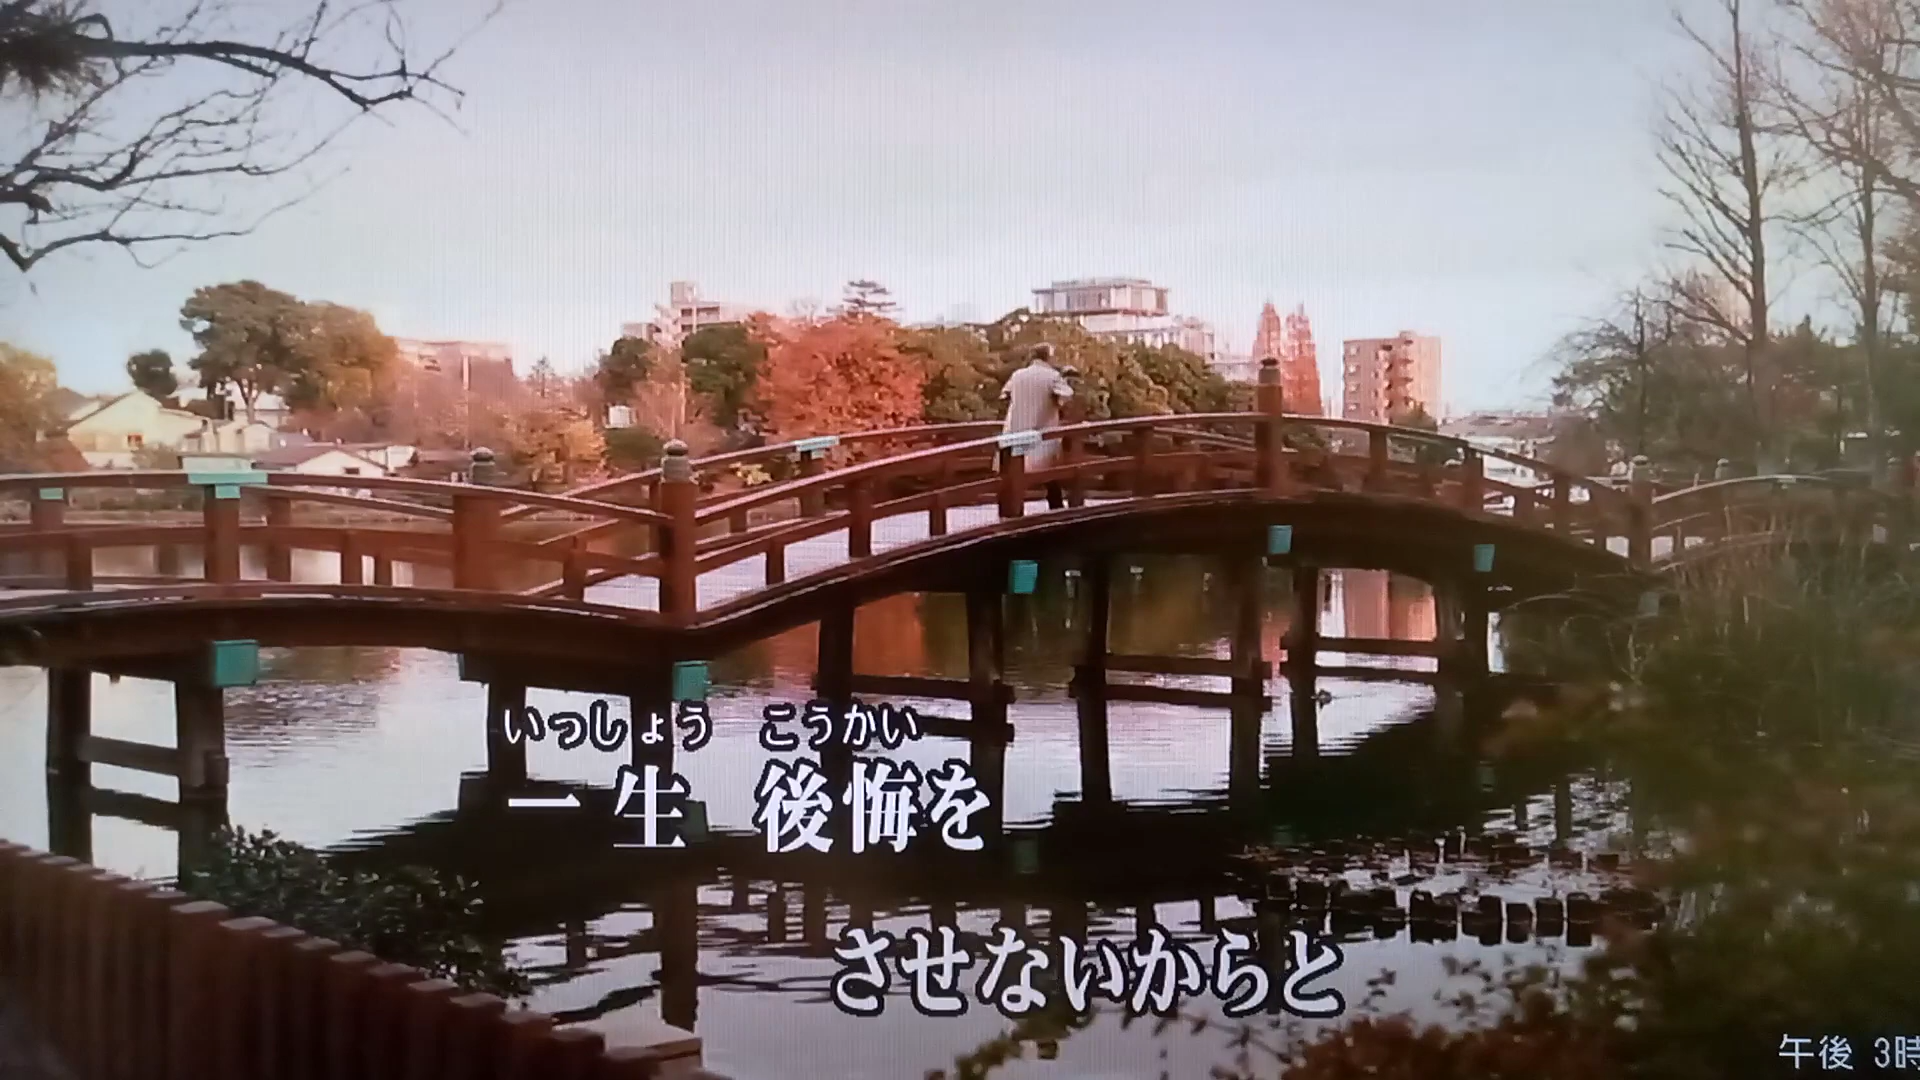 いっしょう こうかい
一生 後悔を
させないからと
午後 3時